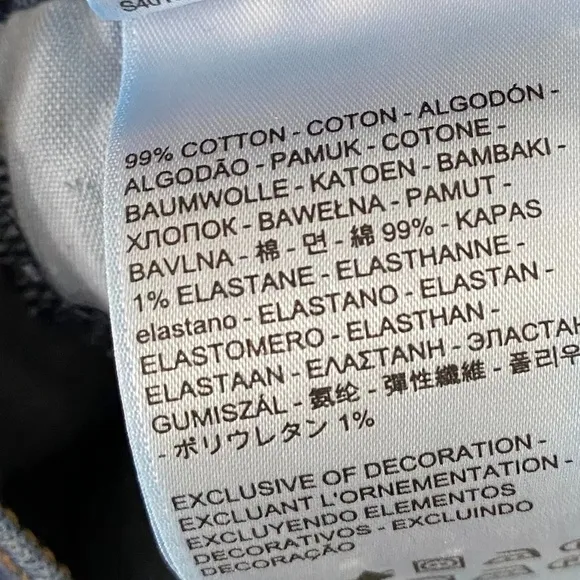 99% COTTON - COTON - ALGODÓN -
ALGODÃO - PAMUK - COTONE -
BAUMWOLLE - KATOEN - BAMBAKI -
ХЛОПОК - BAWEŁNA - PAMUT -
BAVLNA - 棉 - 면 - 綿 99% - KAPAS
1% ELASTANE - ELASTHANNE -
elastano - ELASTANO - ELASTAN -
ELASTOMERO - ELASTHAN -
ELASTAAN - ΕΛΑΣΤΑΝΗ -
GUMISZÁL - 氨纶 - 彈性纖維 - 폴리우
- ポリウレタン 1%
EXCLUSIVE OF DECORATION -
EXCLUANT L'ORNEMENTATION -
EXCLUYENDO ELEMENTOS
DECORATIVOS - EXCLUINDO
DECORAÇÃO